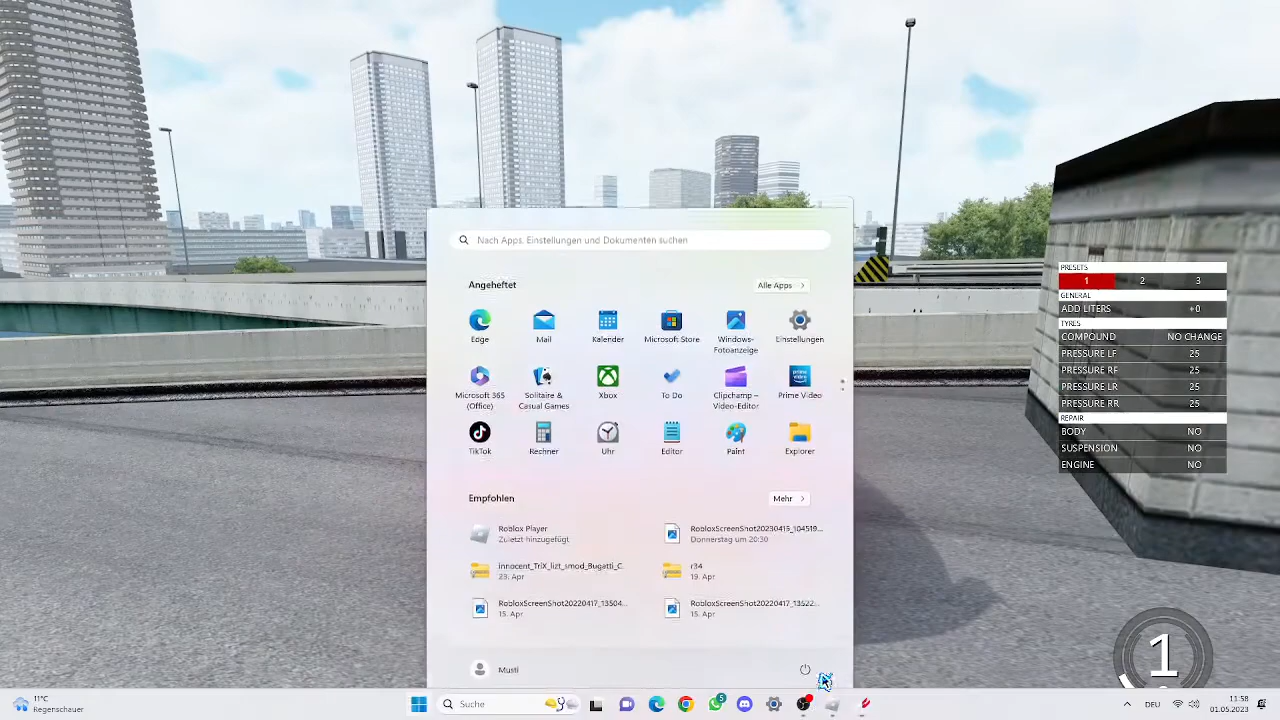 Nach Apps, Einstellungen und Dokumenten suchen
Angeheftet
Alle Apps
Edge
Mail
Kalender
Microsoft Store
Windows-
Fotoanzeige
Einstellungen
Microsoft 365
(Office)
Solitaire &
Casual Games
Xbox
To Do
Clipchamp –
Video-Editor
prime video
Prime Video
TikTok
Rechner
Uhr
Editor
Paint
Explorer
Empfohlen
Mehr
Roblox Player
Zuletzt hinzugefügt
RobloxScreenShot20230415_104519...
Donnerstag um 20:30
innocent_TriX_lizt_smod_Bugatti_C...
23. Apr
r34
19. Apr
RobloxScreenShot20220417_13504...
15. Apr
RobloxScreenShot20220417_13522...
15. Apr
Musti
PRESETS
1 2 3
GENERAL
ADD LITERS +0
TYRES
COMPOUND NO CHANGE
PRESSURE LF 25
PRESSURE RF 25
PRESSURE LR 25
PRESSURE RR 25
REPAIR
BODY NO
SUSPENSION NO
ENGINE NO
1
11°C
Regenschauer
Suche
5
DEU
11:58
01.05.2023